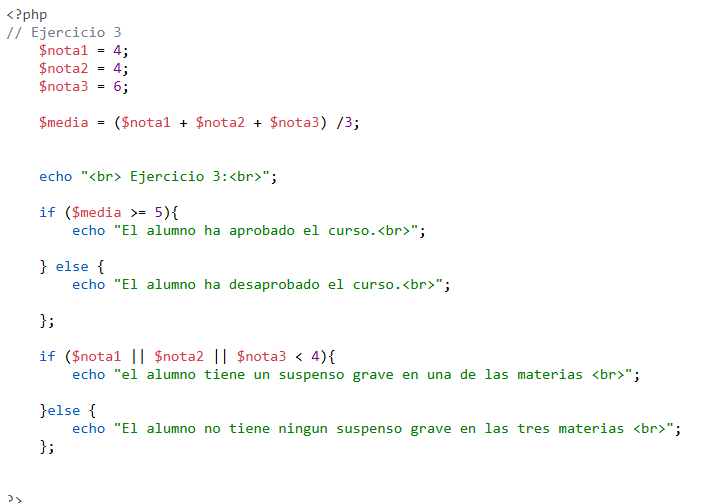 <?php
// Ejercicio 3
    $nota1 = 4;
    $nota2 = 4;
    $nota3 = 6;

    $media = ($nota1 + $nota2 + $nota3) /3;


    echo "<br> Ejercicio 3:<br>";

    if ($media >= 5){
        echo "El alumno ha aprobado el curso.<br>";

    } else {
        echo "El alumno ha desaprobado el curso.<br>";

    };

    if ($nota1 || $nota2 || $nota3 < 4){
        echo "el alumno tiene un suspenso grave en una de las materias <br>";

    }else {
        echo "El alumno no tiene ningun suspenso grave en las tres materias <br>";
    };


?>